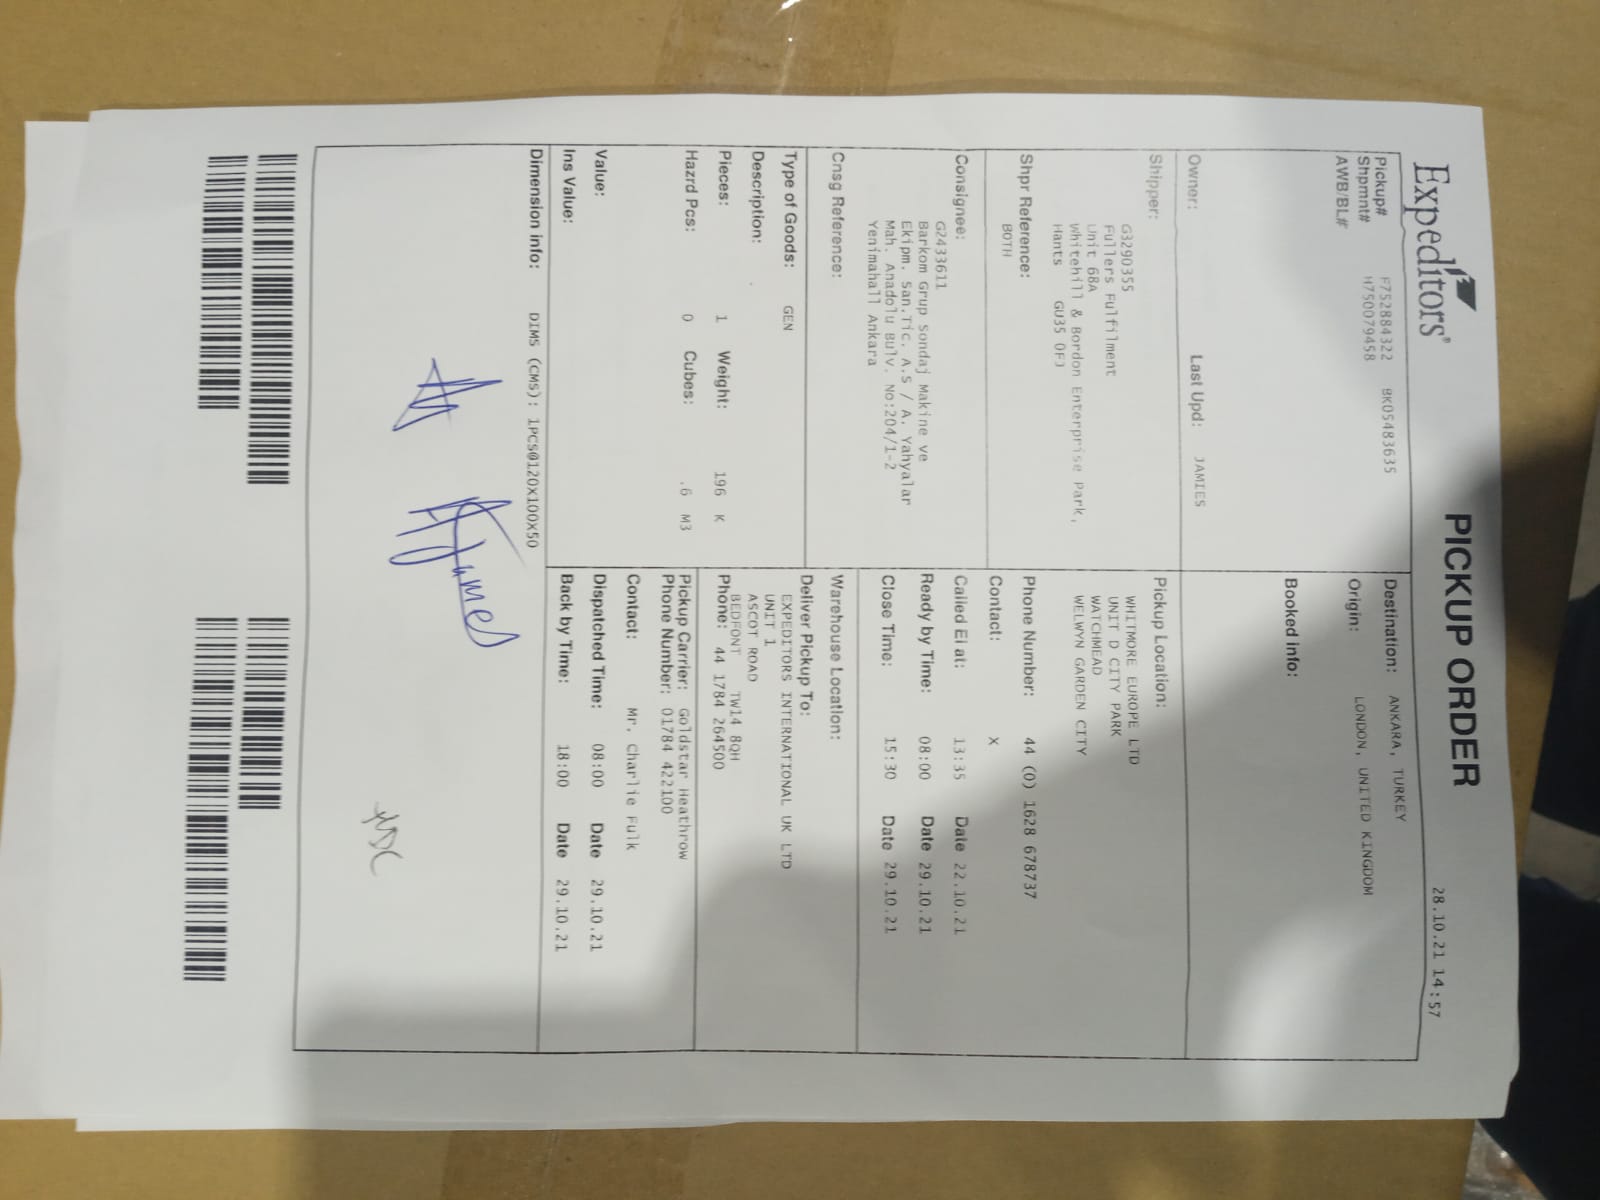 Expeditors®
PICKUP ORDER
28.10.21 14:57
Pickup# F752884322 BK05483635
Shpmnt# H750079458
AWB/BL#
Destination: ANKARA, TURKEY
Origin: LONDON, UNITED KINGDOM
Booked Info:
Owner: Last Upd: JAMIES
Shipper:
G3290355
Fullers Fulfilment
Unit 68A
Whitehill & Bordon Enterprise Park,
Hants GU35 0FJ
Shpr Reference:
BOTH
Pickup Location:
WHITMORE EUROPE LTD
UNIT D CITY PARK
WATCHMEAD
WELWYN GARDEN CITY
Phone Number: 44 (0) 1628 678737
Contact: X
Consignee:
G2433611
Barkom Grup Sondaj Makine ve
Ekipm. San.Tic. A.S / A. Yahyalar
Mah. Anadolu Bulv. No:204/1-2
Yenimahall Ankara
Cnsg Reference:
Called Ei at: 13:35 Date 22.10.21
Ready by Time: 08:00 Date 29.10.21
Close Time: 15:30 Date 29.10.21
Warehouse Location:
Type of Goods: GEN
Description: .
Pieces: 1 Weight: 196 K
Hazrd Pcs: 0 Cubes: .6 M3
Deliver Pickup To:
EXPEDITORS INTERNATIONAL UK LTD
UNIT 1
ASCOT ROAD
BEDFONT TW14 8QH
Phone: 44 1784 264500
Value:
Ins Value:
Pickup Carrier: Goldstar Heathrow
Phone Number: 01784 422100
Contact: Mr. Charlie Fulk
Dispatched Time: 08:00 Date 29.10.21
Back by Time: 18:00 Date 29.10.21
Dimension info: DIMS (CMS): 1PCS@120X100X50